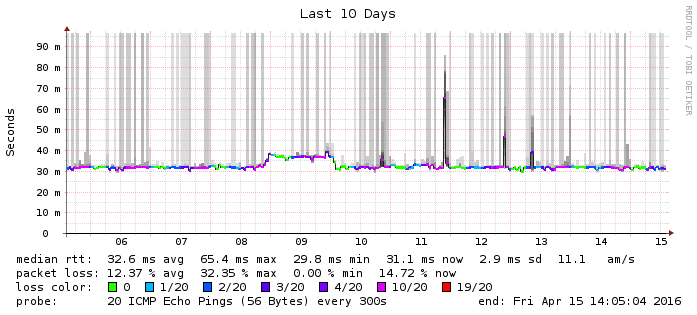 Last 10 Days
RRDTOOL / TOBI OETIKER
Seconds
90 m
80 m
70 m
60 m
50 m
40 m
30 m
20 m
10 m
0
06 07 08 09 10 11 12 13 14 15
median rtt: 32.6 ms avg 65.4 ms max 29.8 ms min 31.1 ms now 2.9 ms sd 11.1 am/s
packet loss: 12.37 % avg 32.35 % max 0.00 % min 14.72 % now
loss color: 0 1/20 2/20 3/20 4/20 10/20 19/20
probe: 20 ICMP Echo Pings (56 Bytes) every 300s end: Fri Apr 15 14:05:04 2016